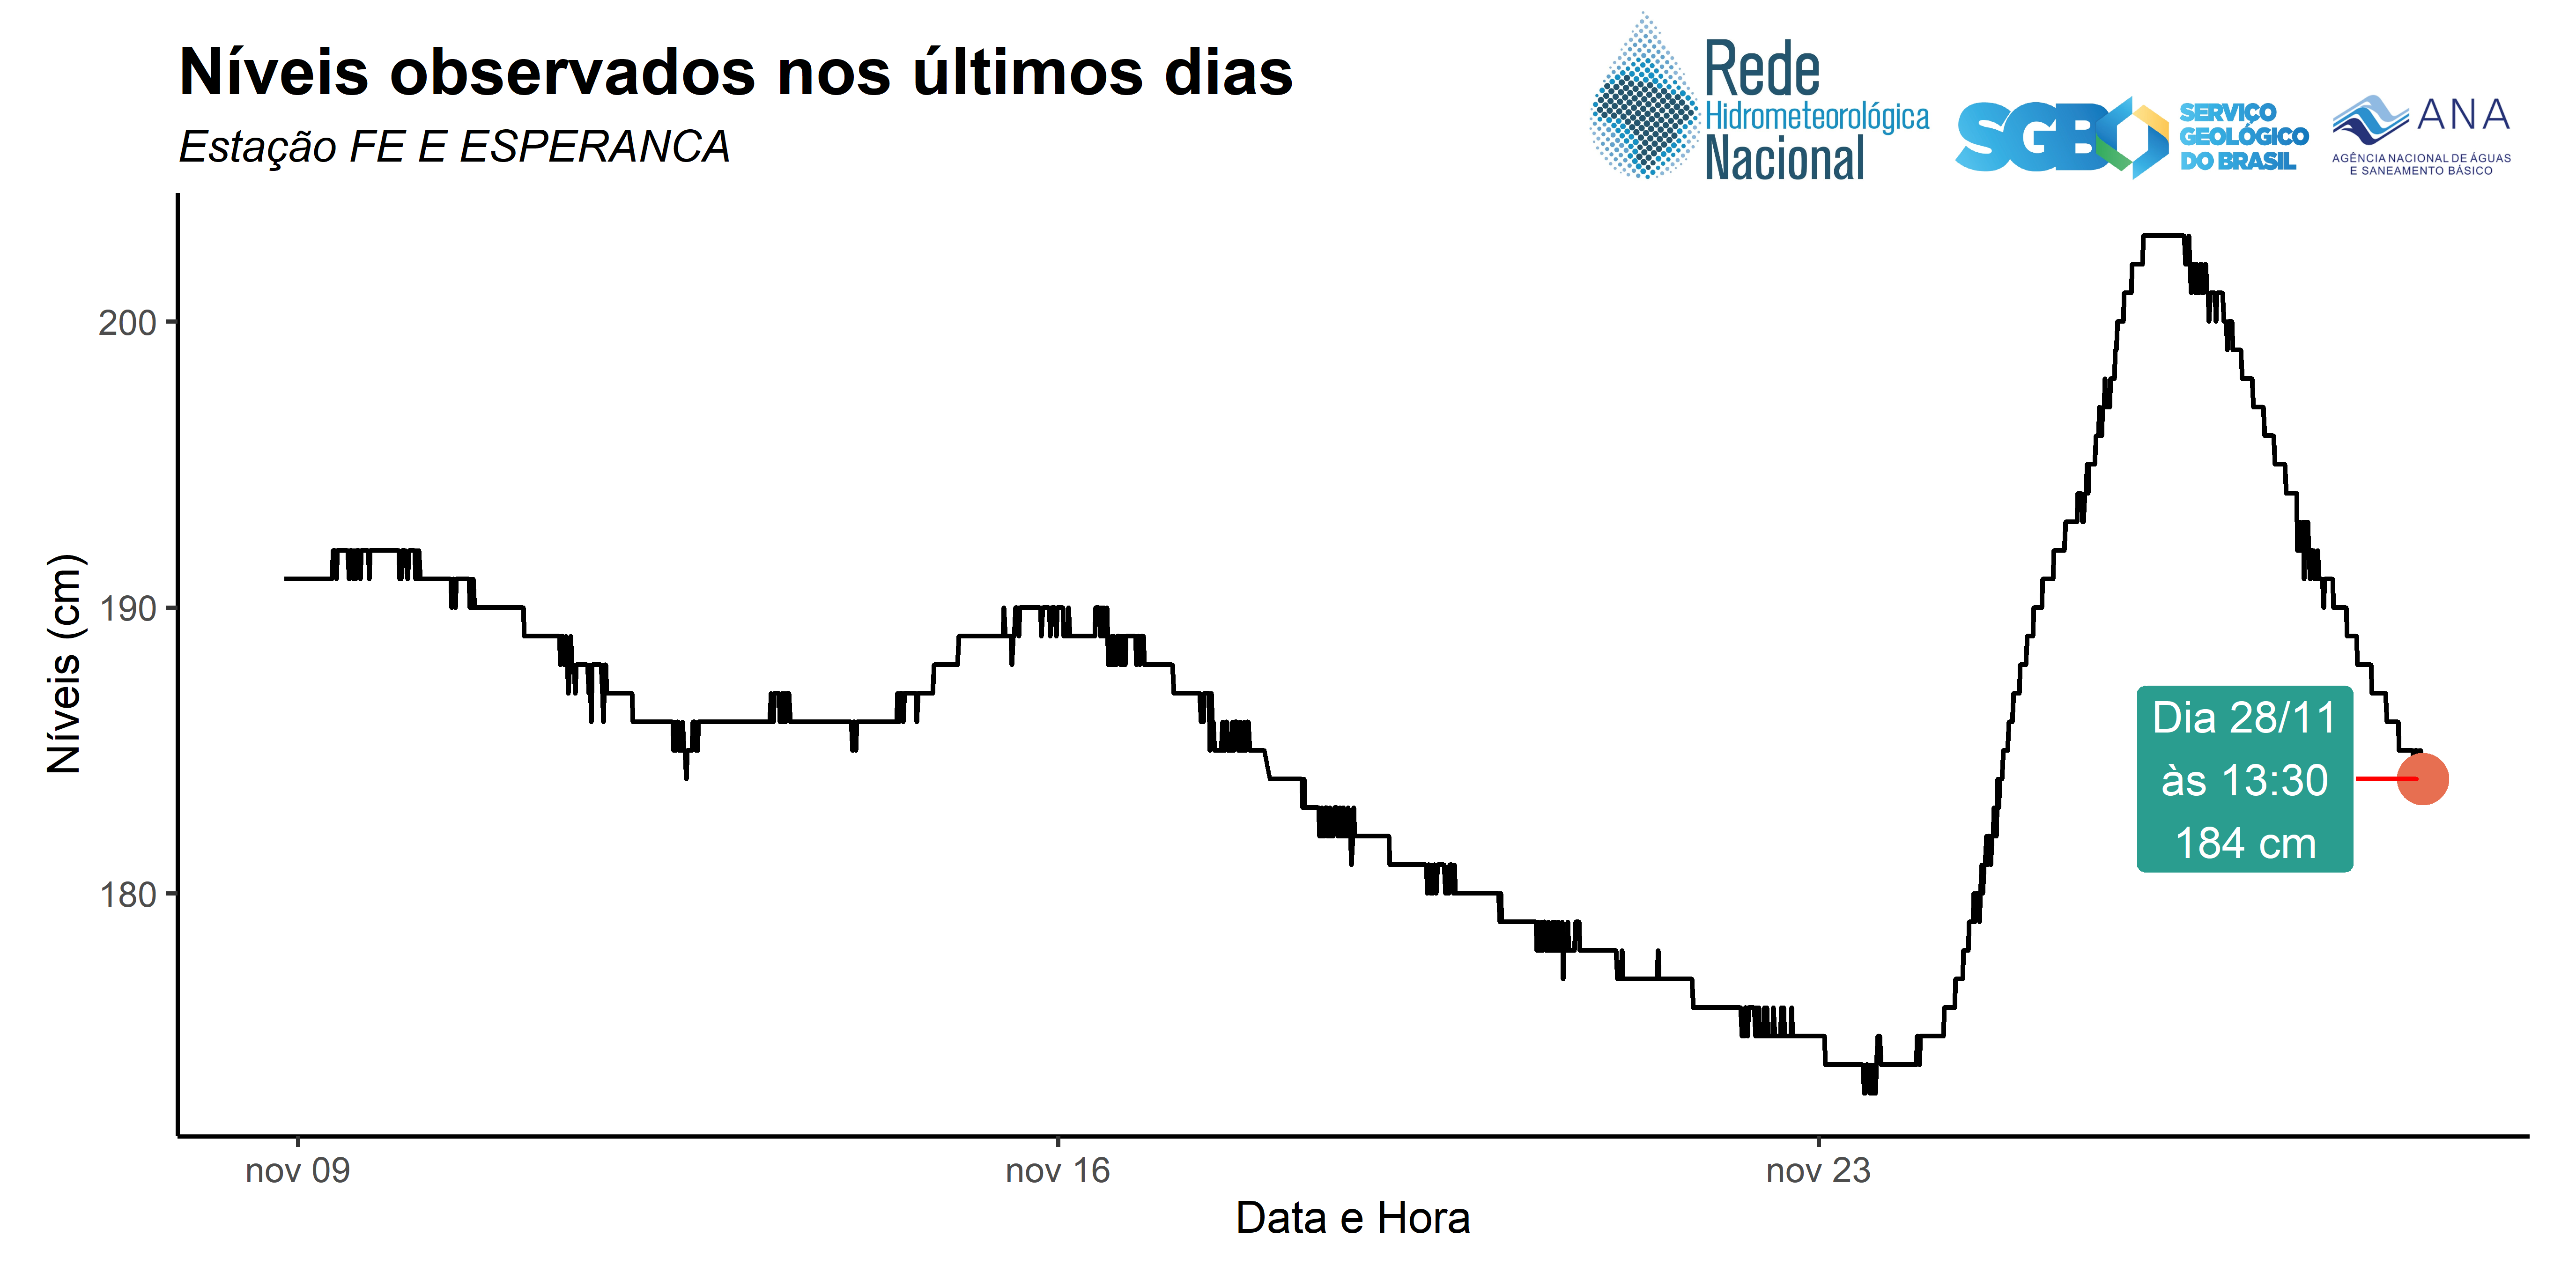 Níveis observados nos últimos dias
Estação FE E ESPERANCA
Rede
Hidrometeorológica
Nacional
SGB
SERVIÇO
GEOLÓGICO
DO BRASIL
ANA
AGÊNCIA NACIONAL DE ÁGUAS
E SANEAMENTO BÁSICO
Níveis (cm)
200
190
180
Dia 28/11
às 13:30
184 cm
nov 09
nov 16
nov 23
Data e Hora